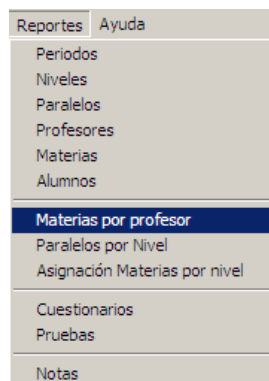 Reportes Ayuda
Periodos
Niveles
Paralelos
Profesores
Materias
Alumnos
Materias por profesor
Paralelos por Nivel
Asignación Materias por nivel
Cuestionarios
Pruebas
Notas